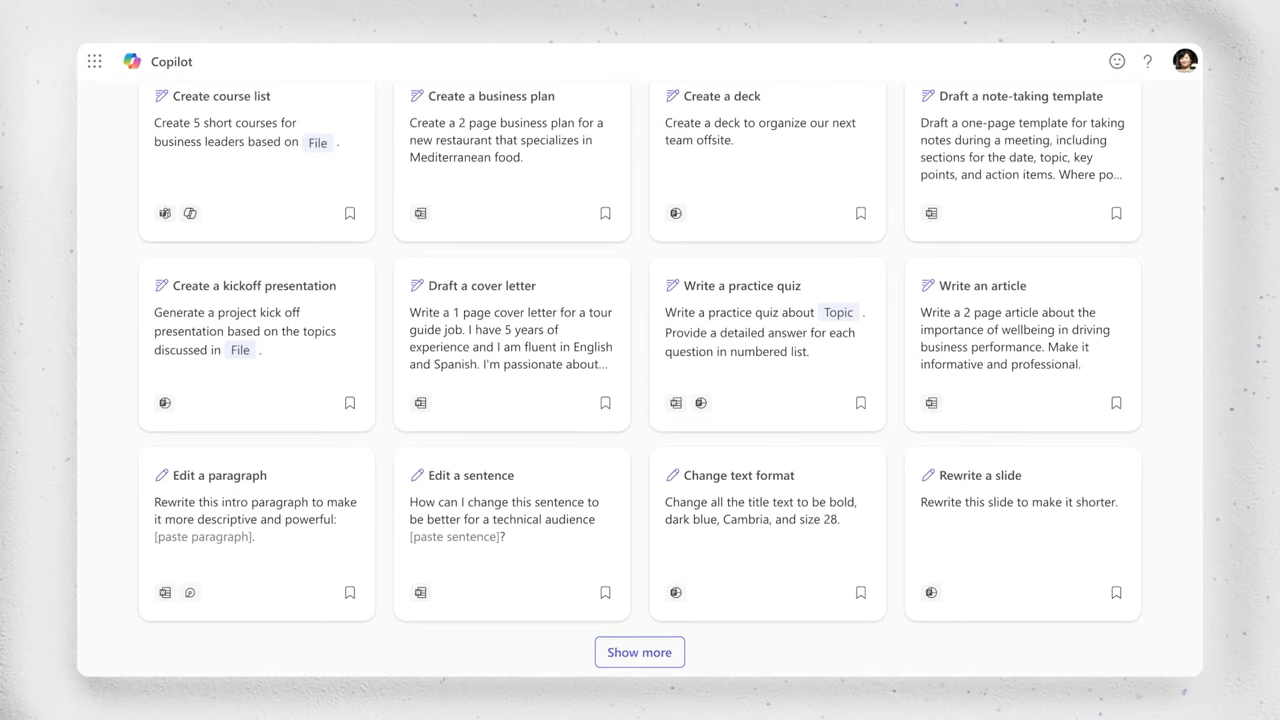 Copilot
?
Create course list
Create 5 short courses for
business leaders based on File .
Create a business plan
Create a 2 page business plan for a
new restaurant that specializes in
Mediterranean food.
Create a deck
Create a deck to organize our next
team offsite.
Draft a note-taking template
Draft a one-page template for taking
notes during a meeting, including
sections for the date, topic, key
points, and action items. Where po...
Create a kickoff presentation
Generate a project kick off
presentation based on the topics
discussed in File .
Draft a cover letter
Write a 1 page cover letter for a tour
guide job. I have 5 years of
experience and I am fluent in English
and Spanish. I'm passionate about...
Write a practice quiz
Write a practice quiz about Topic .
Provide a detailed answer for each
question in numbered list.
Write an article
Write a 2 page article about the
importance of wellbeing in driving
business performance. Make it
informative and professional.
Edit a paragraph
Rewrite this intro paragraph to make
it more descriptive and powerful:
[paste paragraph].
Edit a sentence
How can I change this sentence to
be better for a technical audience
[paste sentence]?
Change text format
Change all the title text to be bold,
dark blue, Cambria, and size 28.
Rewrite a slide
Rewrite this slide to make it shorter.
Show more